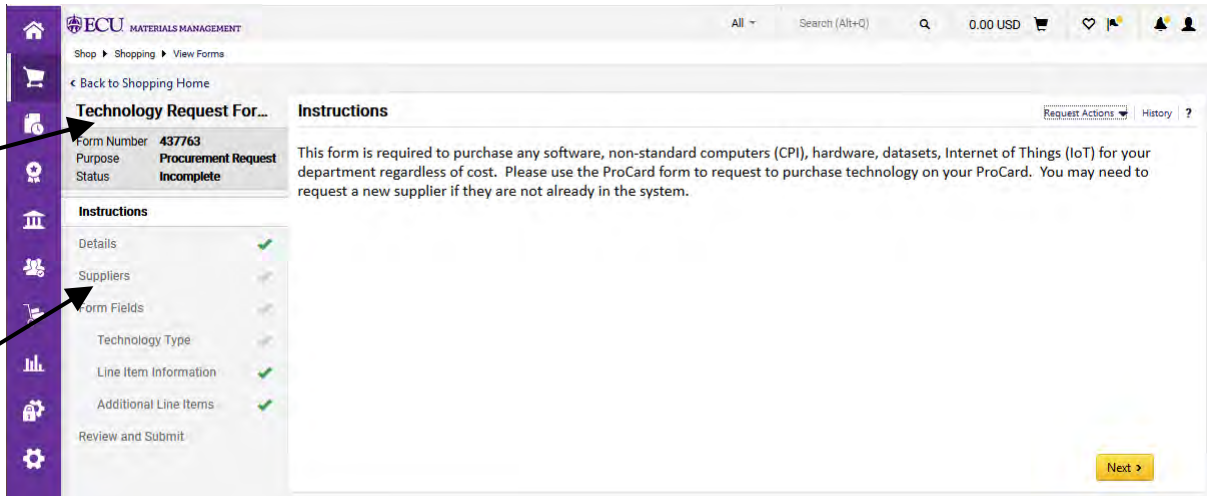 ECU MATERIALS MANAGEMENT
All
Search (Alt+Q)
0.00 USD
Shop Shopping View Forms
< Back to Shopping Home
Technology Request For...
Form Number 437763
Purpose Procurement Request
Status Incomplete
Instructions
Details
Suppliers
Form Fields
Technology Type
Line Item Information
Additional Line Items
Review and Submit
Instructions
Request Actions
History
?
This form is required to purchase any software, non-standard computers (CPI), hardware, datasets, Internet of Things (IoT) for your
department regardless of cost. Please use the ProCard form to request to purchase technology on your ProCard. You may need to
request a new supplier if they are not already in the system.
Next >